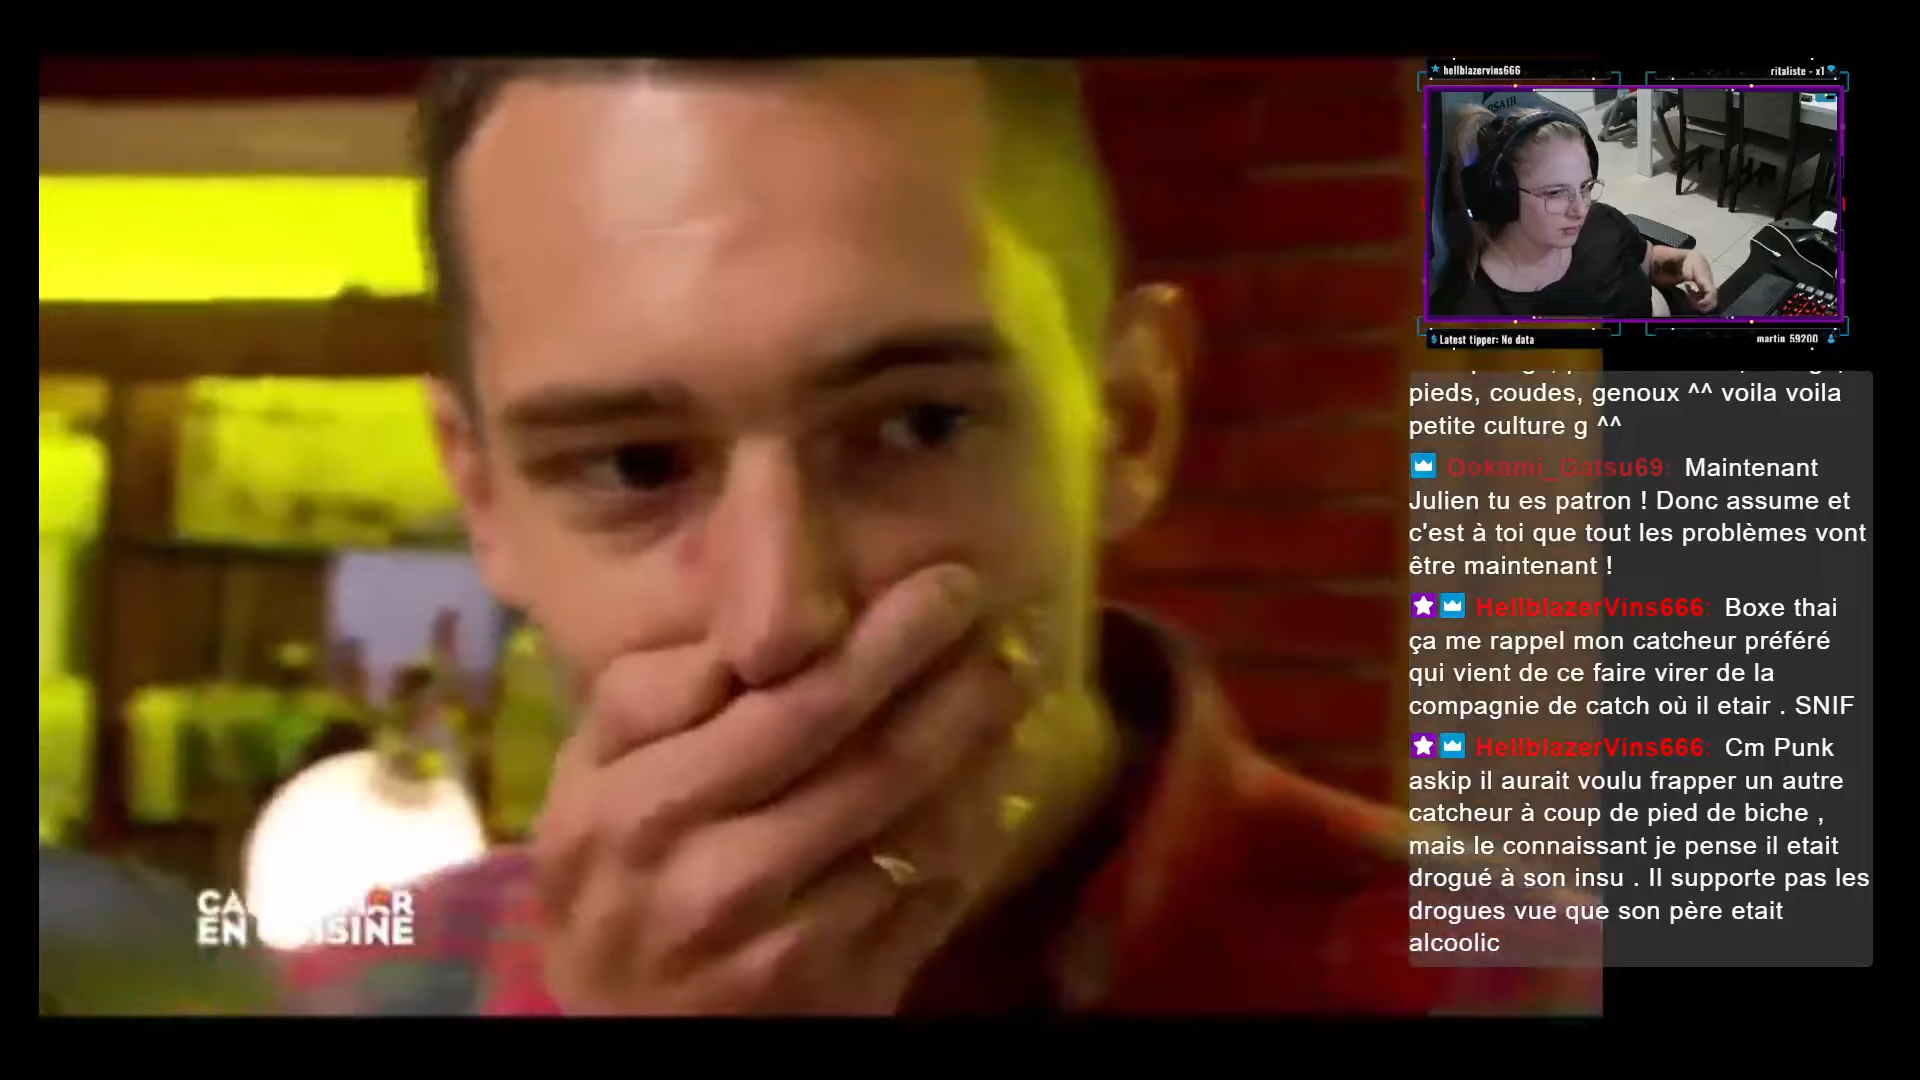 hellblazervins666
ritaliste - x1
Latest tipper: No data
martin_59200
pieds, coudes, genoux ^^ voila voila
petite culture g ^^
Ookami_Gatsu69: Maintenant
Julien tu es patron ! Donc assume et
c'est à toi que tout les problèmes vont
être maintenant !
HellblazerVins666: Boxe thai
ça me rappel mon catcheur préféré
qui vient de ce faire virer de la
compagnie de catch où il etair . SNIF
HellblazerVins666: Cm Punk
askip il aurait voulu frapper un autre
catcheur à coup de pied de biche ,
mais le connaissant je pense il etait
drogué à son insu . Il supporte pas les
drogues vue que son père etait
alcoolic
EN